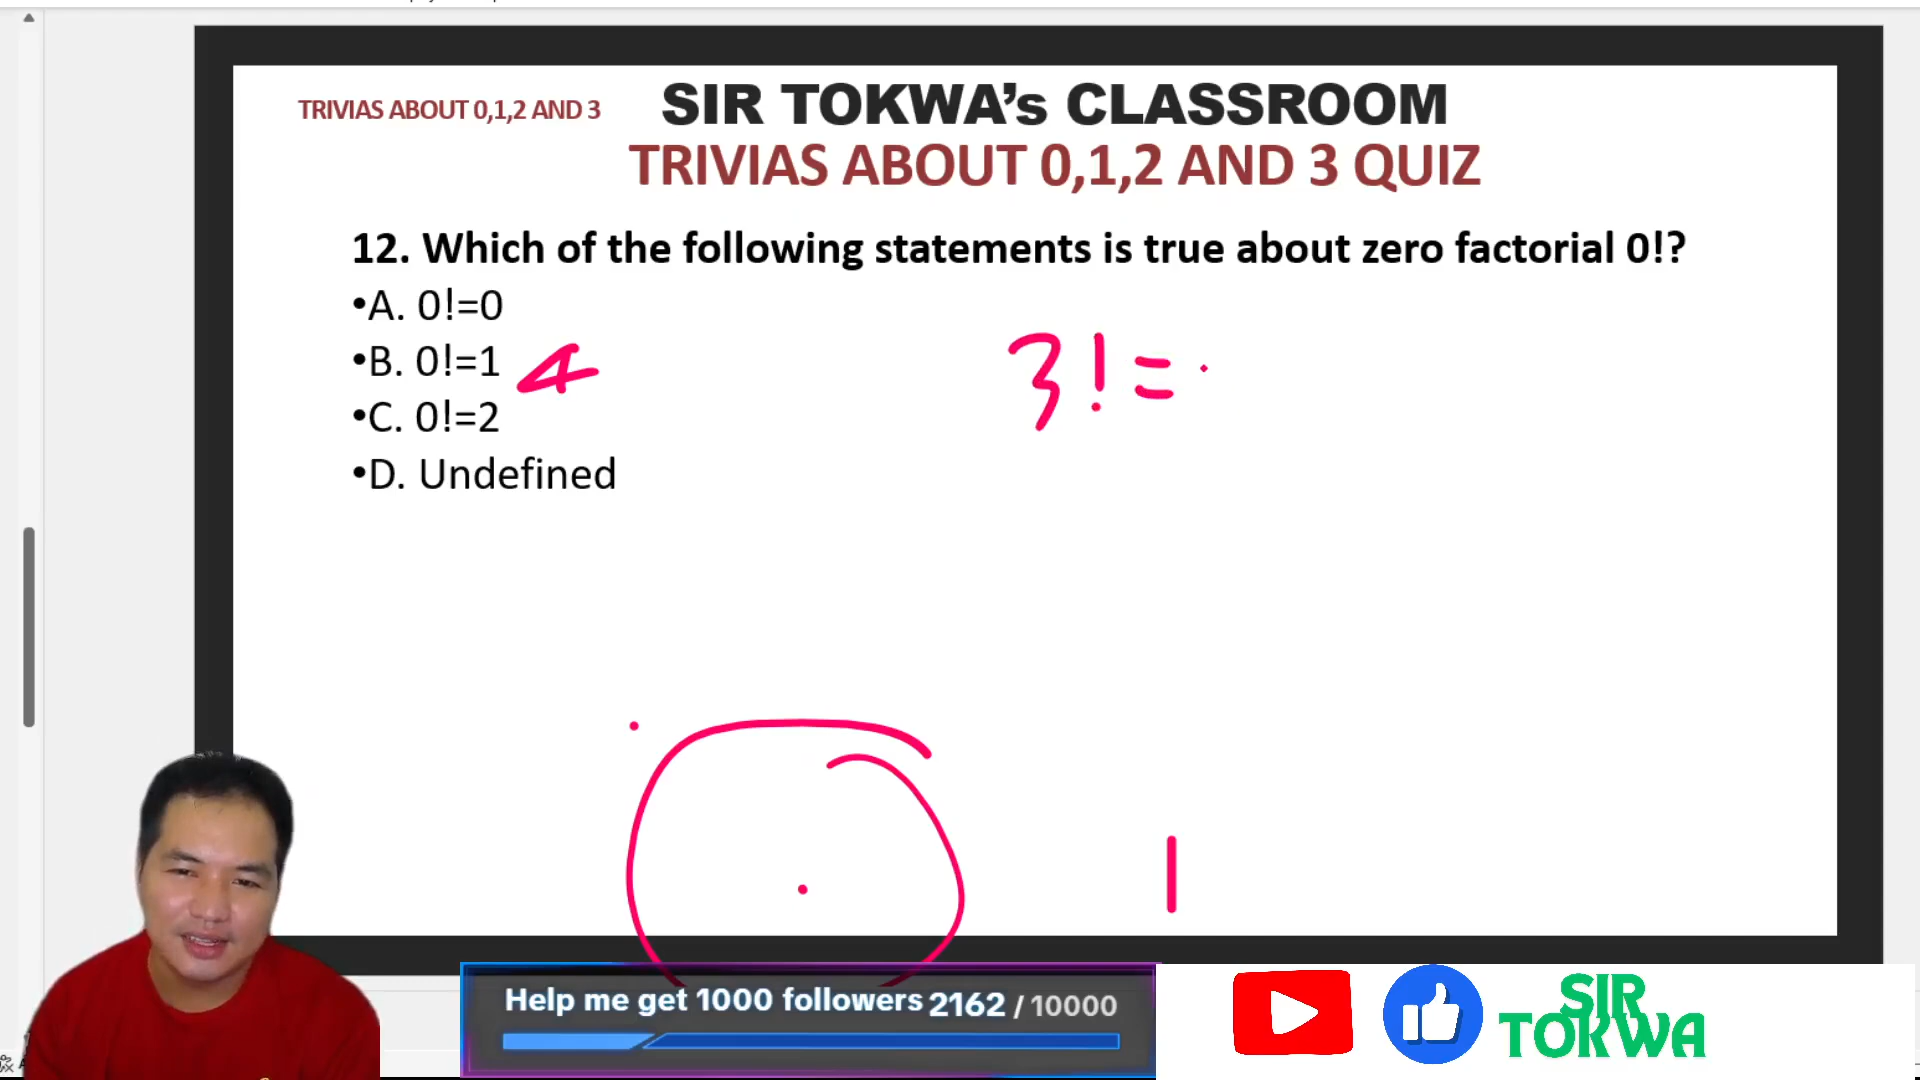 TRIVIAS ABOUT 0,1,2 AND 3
SIR TOKWA's CLASSROOM
TRIVIAS ABOUT 0,1,2 AND 3 QUIZ
12. Which of the following statements is true about zero factorial 0!?
•A. 0!=0
•B. 0!=1
•C. 0!=2
•D. Undefined
3!=
1
Help me get 1000 followers 2162 / 10000
SIR
TOKWA